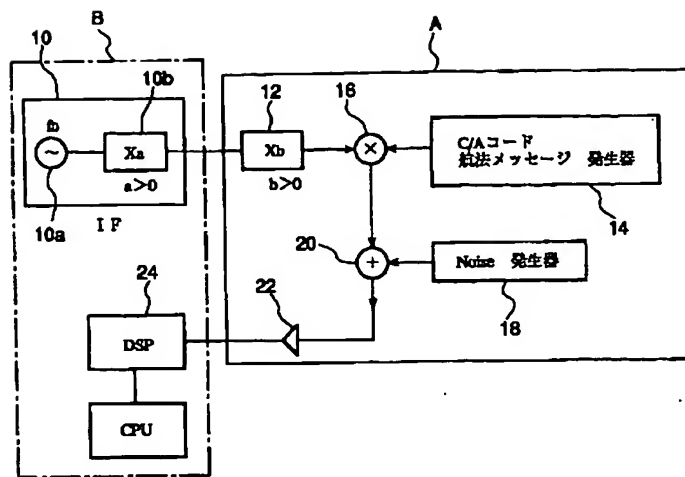 B
A
10
10b
12
16
fb
Xa
Xb
×
C/Aコード
航法メッセージ 発生器
~
a>0
b>0
10a
IF
14
20
+
Noise 発生器
18
24
22
DSP
CPU